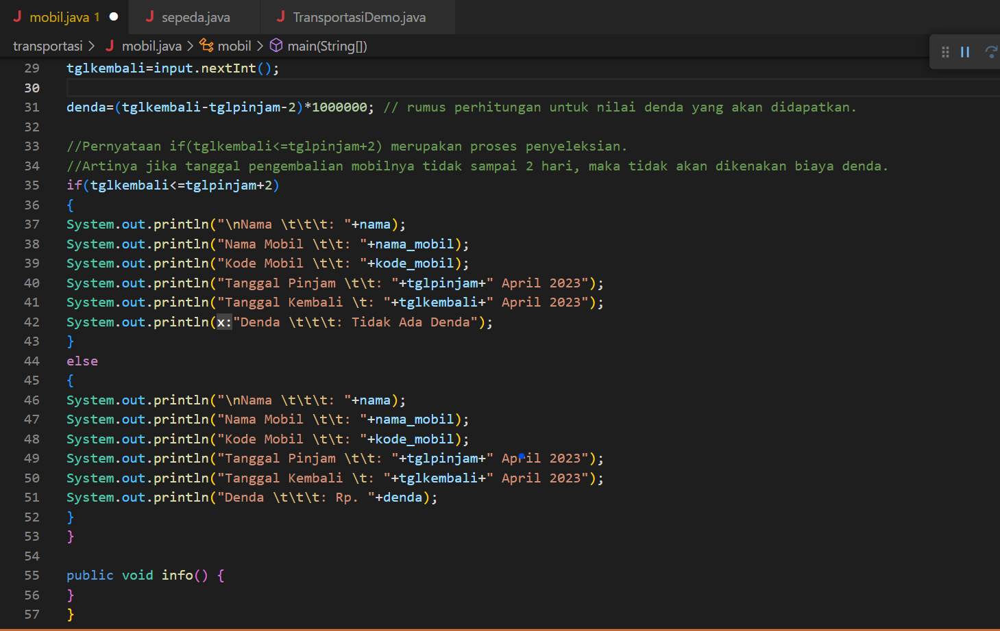 mobil.java 1
sepeda.java
TransportasiDemo.java
transportasi > mobil.java > mobil > main(String[])
29 tglkembali=input.nextInt();
30
31 denda=(tglkembali-tglpinjam-2)*1000000; // rumus perhitungan untuk nilai denda yang akan didapatkan.
32
33 //Pernyataan if(tglkembali<=tglpinjam+2) merupakan proses penyeleksian.
34 //Artinya jika tanggal pengembalian mobilnya tidak sampai 2 hari, maka tidak akan dikenakan biaya denda.
35 if(tglkembali<=tglpinjam+2)
36 {
37 System.out.println("\nNama \t\t\t: "+nama);
38 System.out.println("Nama Mobil \t\t: "+nama_mobil);
39 System.out.println("Kode Mobil \t\t: "+kode_mobil);
40 System.out.println("Tanggal Pinjam \t\t: "+tglpinjam+" April 2023");
41 System.out.println("Tanggal Kembali \t: "+tglkembali+" April 2023");
42 System.out.println(x:"Denda \t\t\t: Tidak Ada Denda");
43 }
44 else
45 {
46 System.out.println("\nNama \t\t\t: "+nama);
47 System.out.println("Nama Mobil \t\t: "+nama_mobil);
48 System.out.println("Kode Mobil \t\t: "+kode_mobil);
49 System.out.println("Tanggal Pinjam \t\t: "+tglpinjam+" April 2023");
50 System.out.println("Tanggal Kembali \t: "+tglkembali+" April 2023");
51 System.out.println("Denda \t\t\t: Rp. "+denda);
52 }
53 }
54
55 public void info() {
56 }
57 }